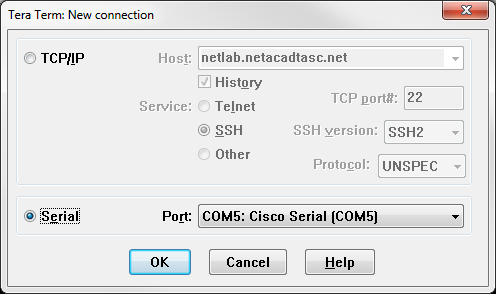 Tera Term: New connection
TCP/IP Host: netlab.netacadtasc.net
History
Service: Telnet TCP port#: 22
SSH SSH version: SSH2
Other Protocol: UNSPEC
Serial Port: COM5: Cisco Serial (COM5)
OK Cancel Help